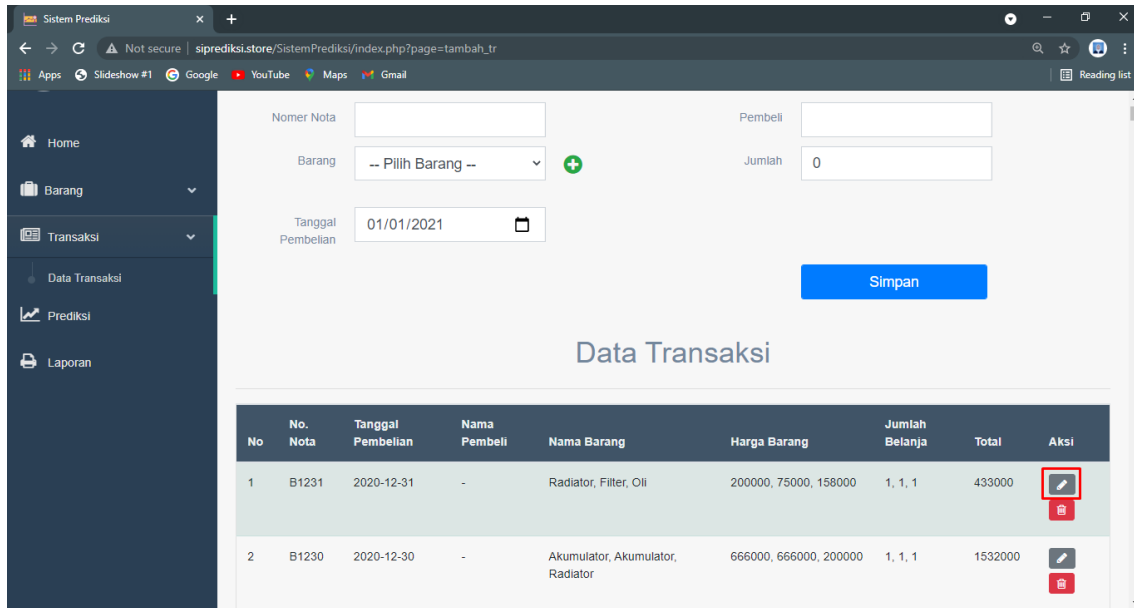 Sistem Prediksi
Not secure | siprediksi.store/SistemPrediksi/index.php?page=tambah_tr
Apps Slideshow #1 Google YouTube Maps Gmail Reading list
Nomer Nota Pembeli
Home
Barang -- Pilih Barang -- Jumlah 0
Barang
Tanggal Pembelian 01/01/2021
Transaksi
Data Transaksi
Simpan
Prediksi
Laporan
Data Transaksi
No No. Nota Tanggal Pembelian Nama Pembeli Nama Barang Harga Barang Jumlah Belanja Total Aksi
1 B1231 2020-12-31 - Radiator, Filter, Oli 200000, 75000, 158000 1, 1, 1 433000
2 B1230 2020-12-30 - Akumulator, Akumulator, 666000, 666000, 200000 1, 1, 1 1532000
Radiator